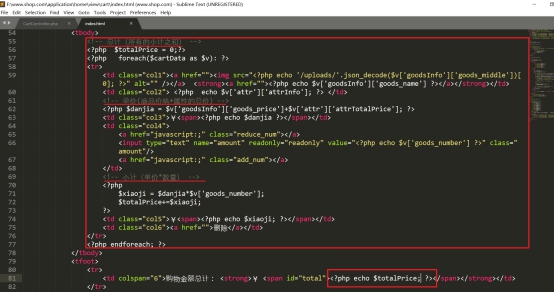 F:\www.shop.com\application\home\view\cart\index.html (www.shop.com) - Sublime Text (UNREGISTERED)
File Edit Selection Find View Goto Tools Project Preferences Help
CartController.php × index.html ×
54 <tbody>
55 <!-- 总计（所有的小计之和） -->
56 <?php $totalPrice = 0;?>
57 <?php foreach($cartData as $v): ?>
58 <tr>
59 <td class="col1"><a href=""><img src="<?php echo '/uploads/'.json_decode($v['goodsInfo']['goods_middle'])[
0]; ?>" alt="" /></a> <strong><a href=""><?php echo $v['goodsInfo']['goods_name'] ?></a></strong></td>
60 <td class="col2"> <?php echo $v['attr']['attrInfo']; ?> </td>
61 <!-- 单价(商品价格+属性的总价) -->
62 <?php $danjia = $v['goodsInfo']['goods_price']+$v['attr']['attrTotalPrice']; ?>
63 <td class="col3">￥<span><?php echo $danjia ?></span></td>
64 <td class="col4">
65 <a href="javascript:;" class="reduce_num"></a>
66 <input type="text" name="amount" readonly="readonly" value="<?php echo $v['goods_number'] ?>" class="
amount"/>
67 <a href="javascript:;" class="add_num"></a>
68 </td>
69 <!-- 小计（单价*数量） -->
70 <?php
71 $xiaoji = $danjia*$v['goods_number'];
72 $totalPrice+=$xiaoji;
73 ?>
74 <td class="col5">￥<span><?php echo $xiaoji; ?></span></td>
75 <td class="col6"><a href="">删除</a></td>
76 </tr>
77 <?php endforeach; ?>
78 </tbody>
79 <tfoot>
80 <tr>
81 <td colspan="6">购物金额总计： <strong>￥ <span id="total"><?php echo $totalPrice; ?></span></strong></td>
82 </tr>